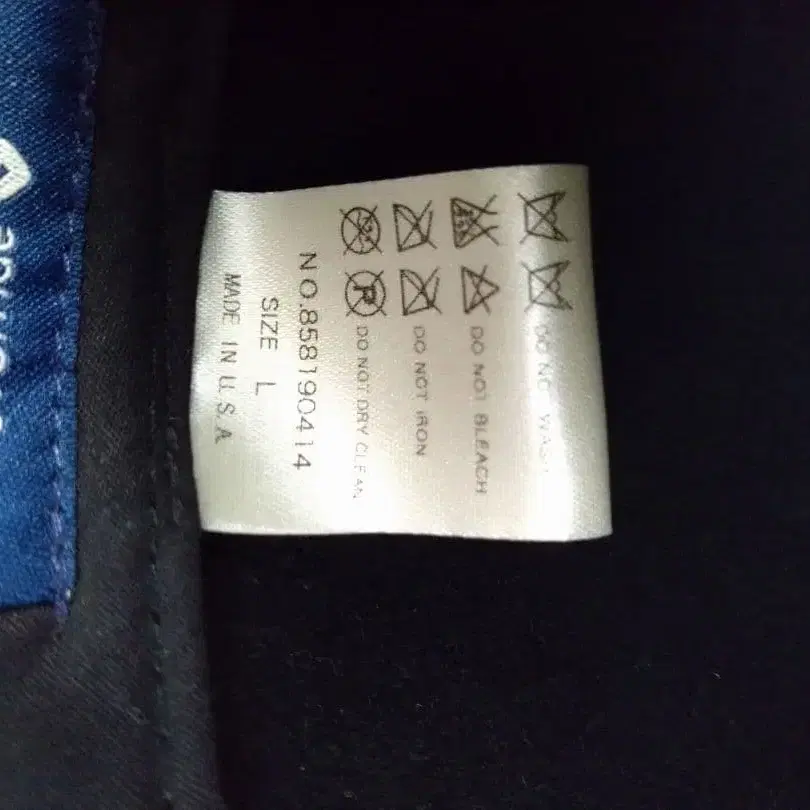 DO NOT WASH
DO NOT BLEACH
DO NOT IRON
DO NOT DRY CLEAN
NO.858190414
SIZE L
MADE IN U.S.A